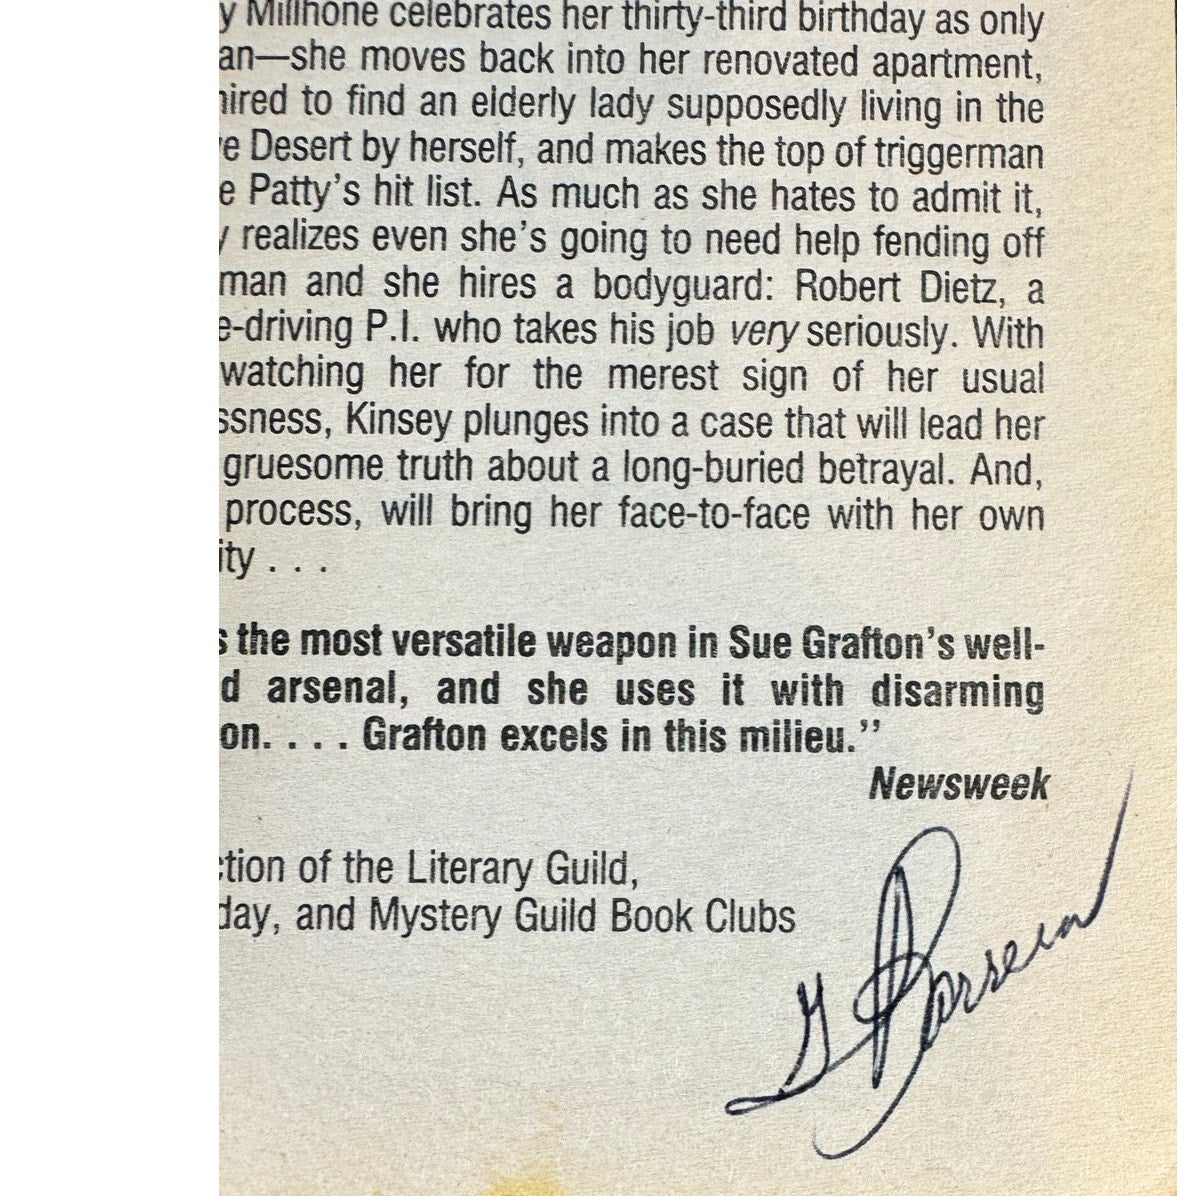 y Millhone celebrates her thirty-third birthday as only
an—she moves back into her renovated apartment,
hired to find an elderly lady supposedly living in the
e Desert by herself, and makes the top of triggerman
e Patty's hit list. As much as she hates to admit it,
y realizes even she's going to need help fending off
man and she hires a bodyguard: Robert Dietz, a
e-driving P.I. who takes his job very seriously. With
watching her for the merest sign of her usual
ssness, Kinsey plunges into a case that will lead her
gruesome truth about a long-buried betrayal. And,
process, will bring her face-to-face with her own
ity . . .
s the most versatile weapon in Sue Grafton's well-
d arsenal, and she uses it with disarming
on. . . . Grafton excels in this milieu.”
Newsweek
ction of the Literary Guild,
day, and Mystery Guild Book Clubs